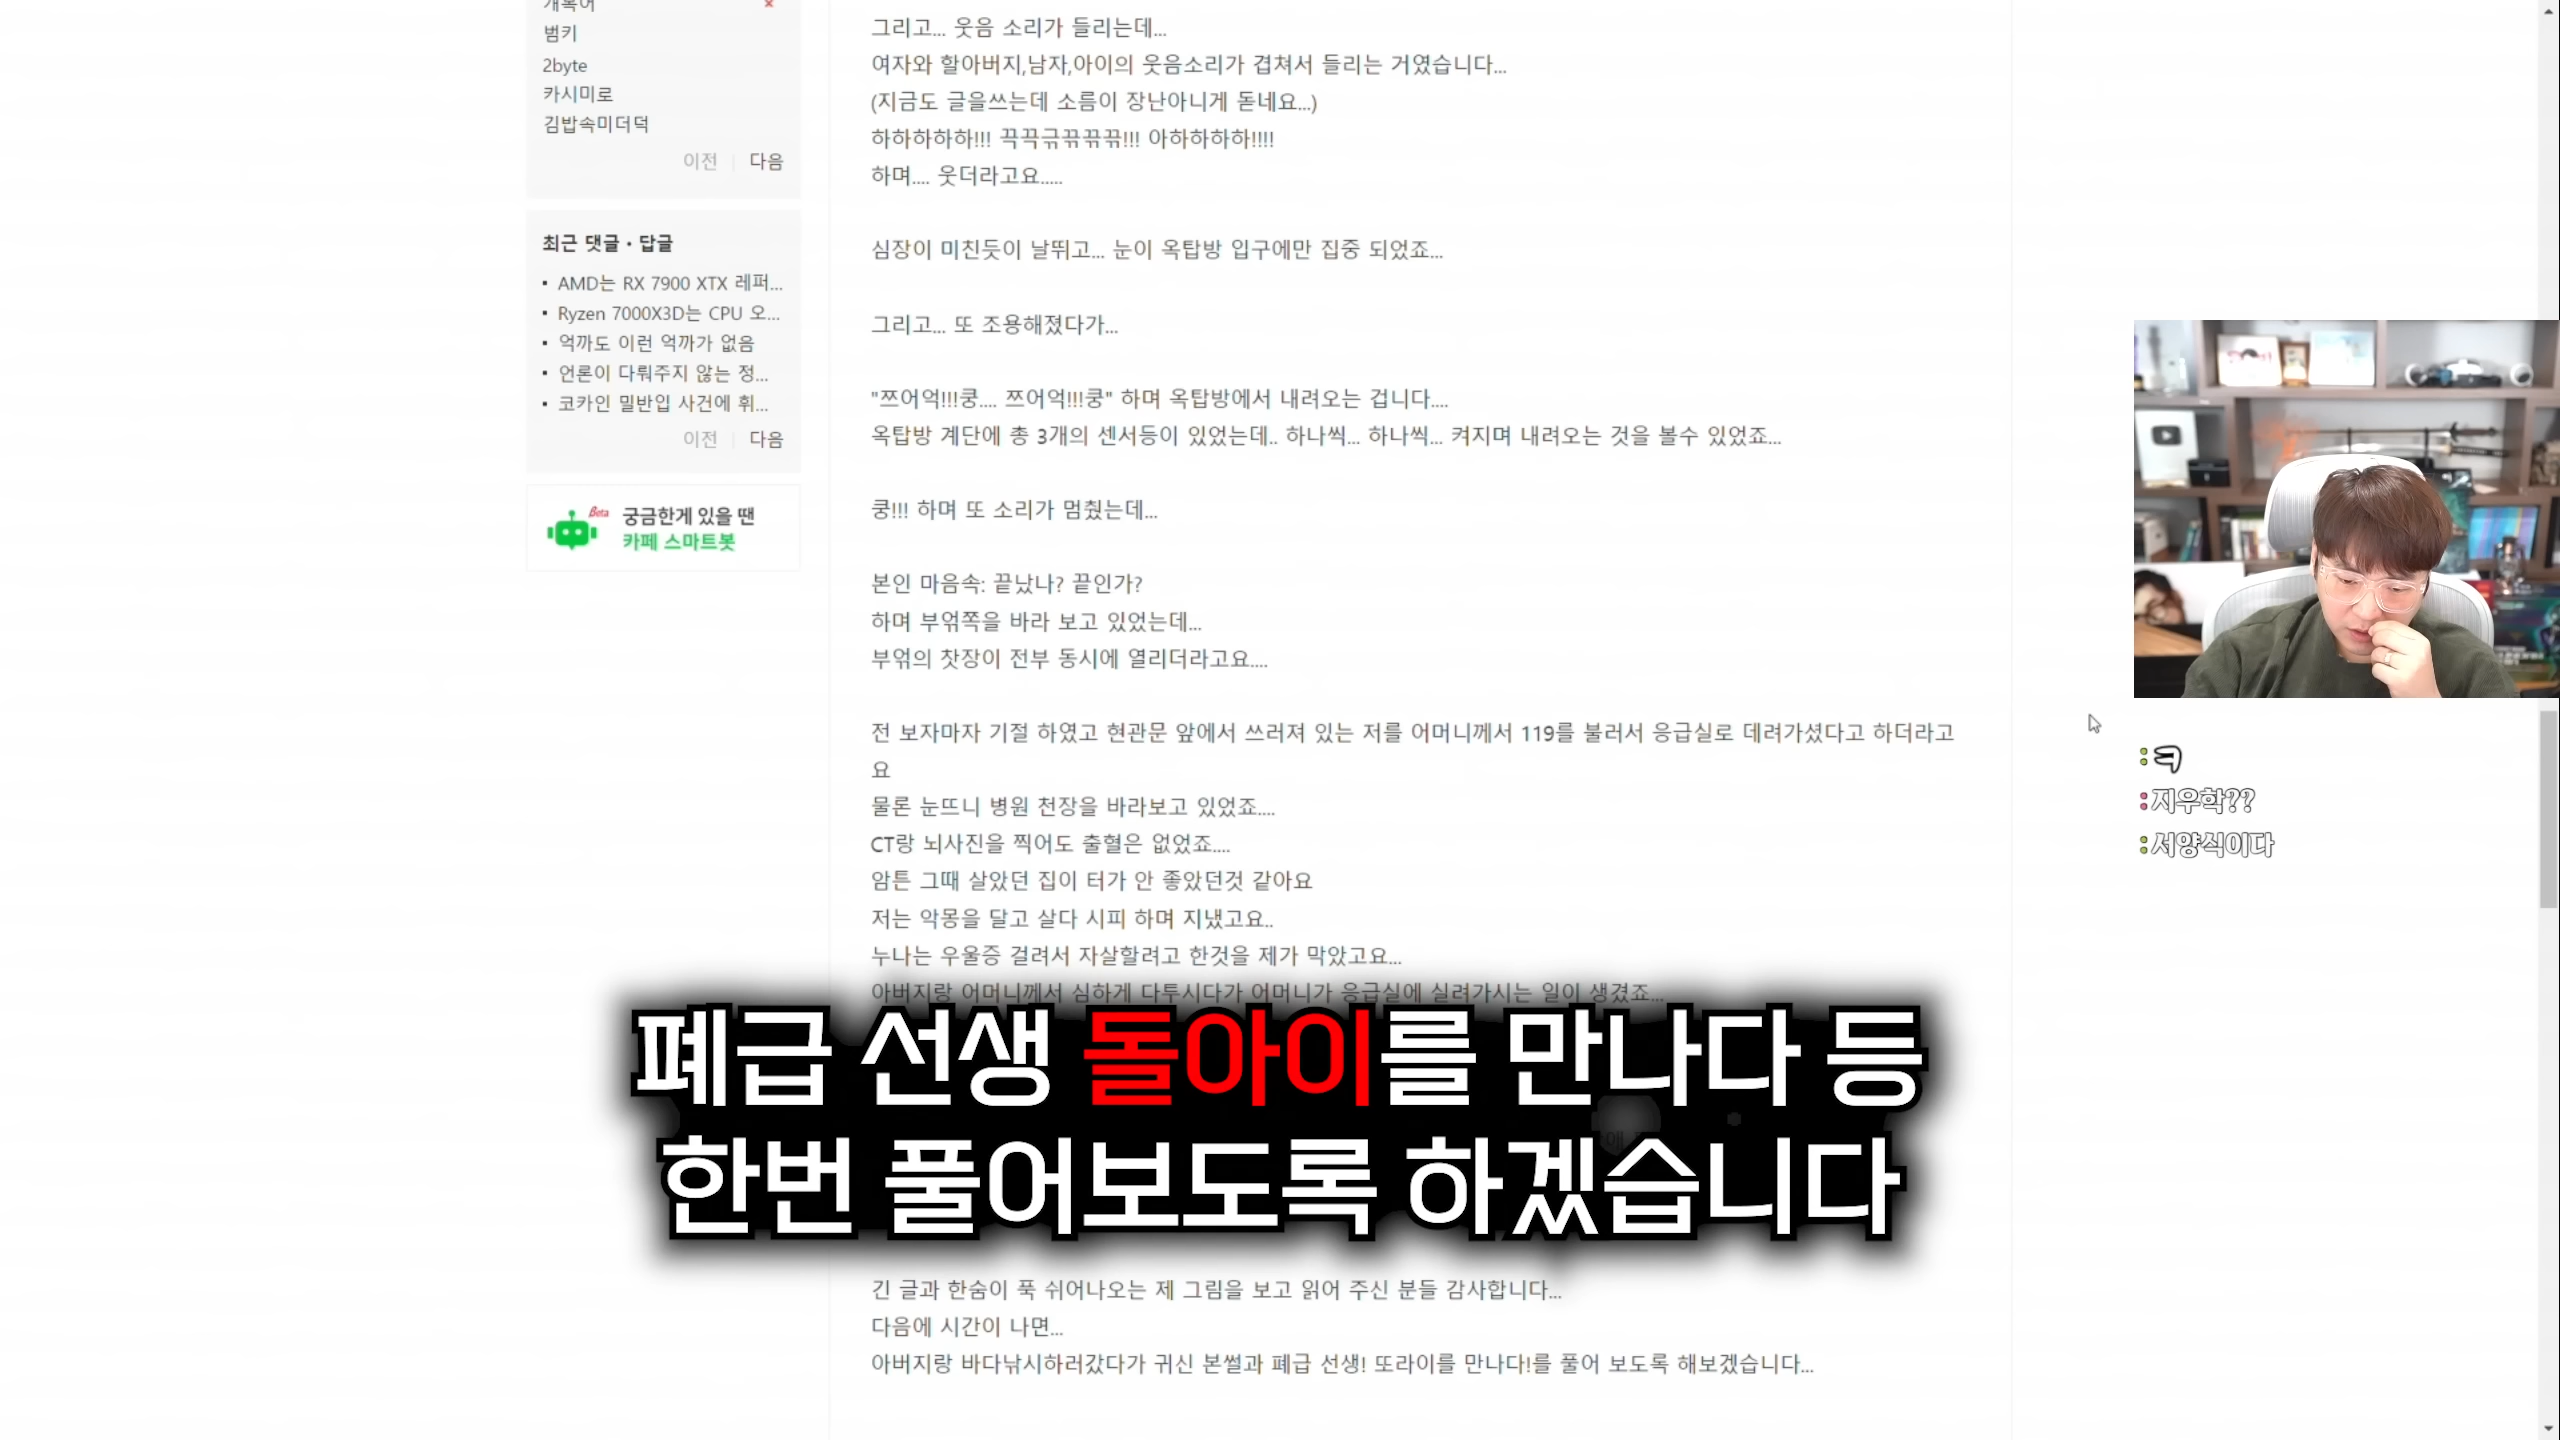 개복어
범키
2byte
카시미로
김밥속미더덕
이전 다음
최근 댓글 · 답글
AMD는 RX 7900 XTX 레퍼...
Ryzen 7000X3D는 CPU 오...
억까도 이런 억까가 없음
언론이 다뤄주지 않는 정...
코카인 밀반입 사건에 휘...
이전 다음
Beta 궁금한게 있을 땐
카페 스마트봇
그리고... 웃음 소리가 들리는데...
여자와 할아버지,남자,아이의 웃음소리가 겹쳐서 들리는 거였습니다...
(지금도 글을쓰는데 소름이 장난아니게 돋네요...)
하하하하하!!! 끅끅규뀨뀨뀨!!! 아하하하하!!!!
하며.... 웃더라고요.....
심장이 미친듯이 날뛰고... 눈이 옥탑방 입구에만 집중 되었죠...
그리고... 또 조용해졌다가...
"쯔어억!!!쿵.... 쯔어억!!!쿵" 하며 옥탑방에서 내려오는 겁니다....
옥탑방 계단에 총 3개의 센서등이 있었는데.. 하나씩... 하나씩... 켜지며 내려오는 것을 볼수 있었죠...
쿵!!! 하며 또 소리가 멈췄는데...
본인 마음속: 끝났나? 끝인가?
하며 부엌쪽을 바라 보고 있었는데...
부엌의 찻장이 전부 동시에 열리더라고요....
전 보자마자 기절 하였고 현관문 앞에서 쓰러져 있는 저를 어머니께서 119를 불러서 응급실로 데려가셨다고 하더라고
요
물론 눈뜨니 병원 천장을 바라보고 있었죠....
CT랑 뇌사진을 찍어도 출혈은 없었죠....
암튼 그때 살았던 집이 터가 안 좋았던것 같아요
저는 악몽을 달고 살다 시피 하며 지냈고요..
누나는 우울증 걸려서 자살할려고 한것을 제가 막았고요...
아버지랑 어머니께서 심하게 다투시다가 어머니가 응급실에 실려가시는 일이 생겼죠...
폐급 선생 돌아이를 만나다 등
한번 풀어보도록 하겠습니다
긴 글과 한숨이 푹 쉬어나오는 제 그림을 보고 읽어 주신 분들 감사합니다...
다음에 시간이 나면...
아버지랑 바다낚시하러갔다가 귀신 본썰과 폐급 선생! 또라이를 만나다!를 풀어 보도록 해보겠습니다...
:ㅋ
:지우학??
:서양식이다